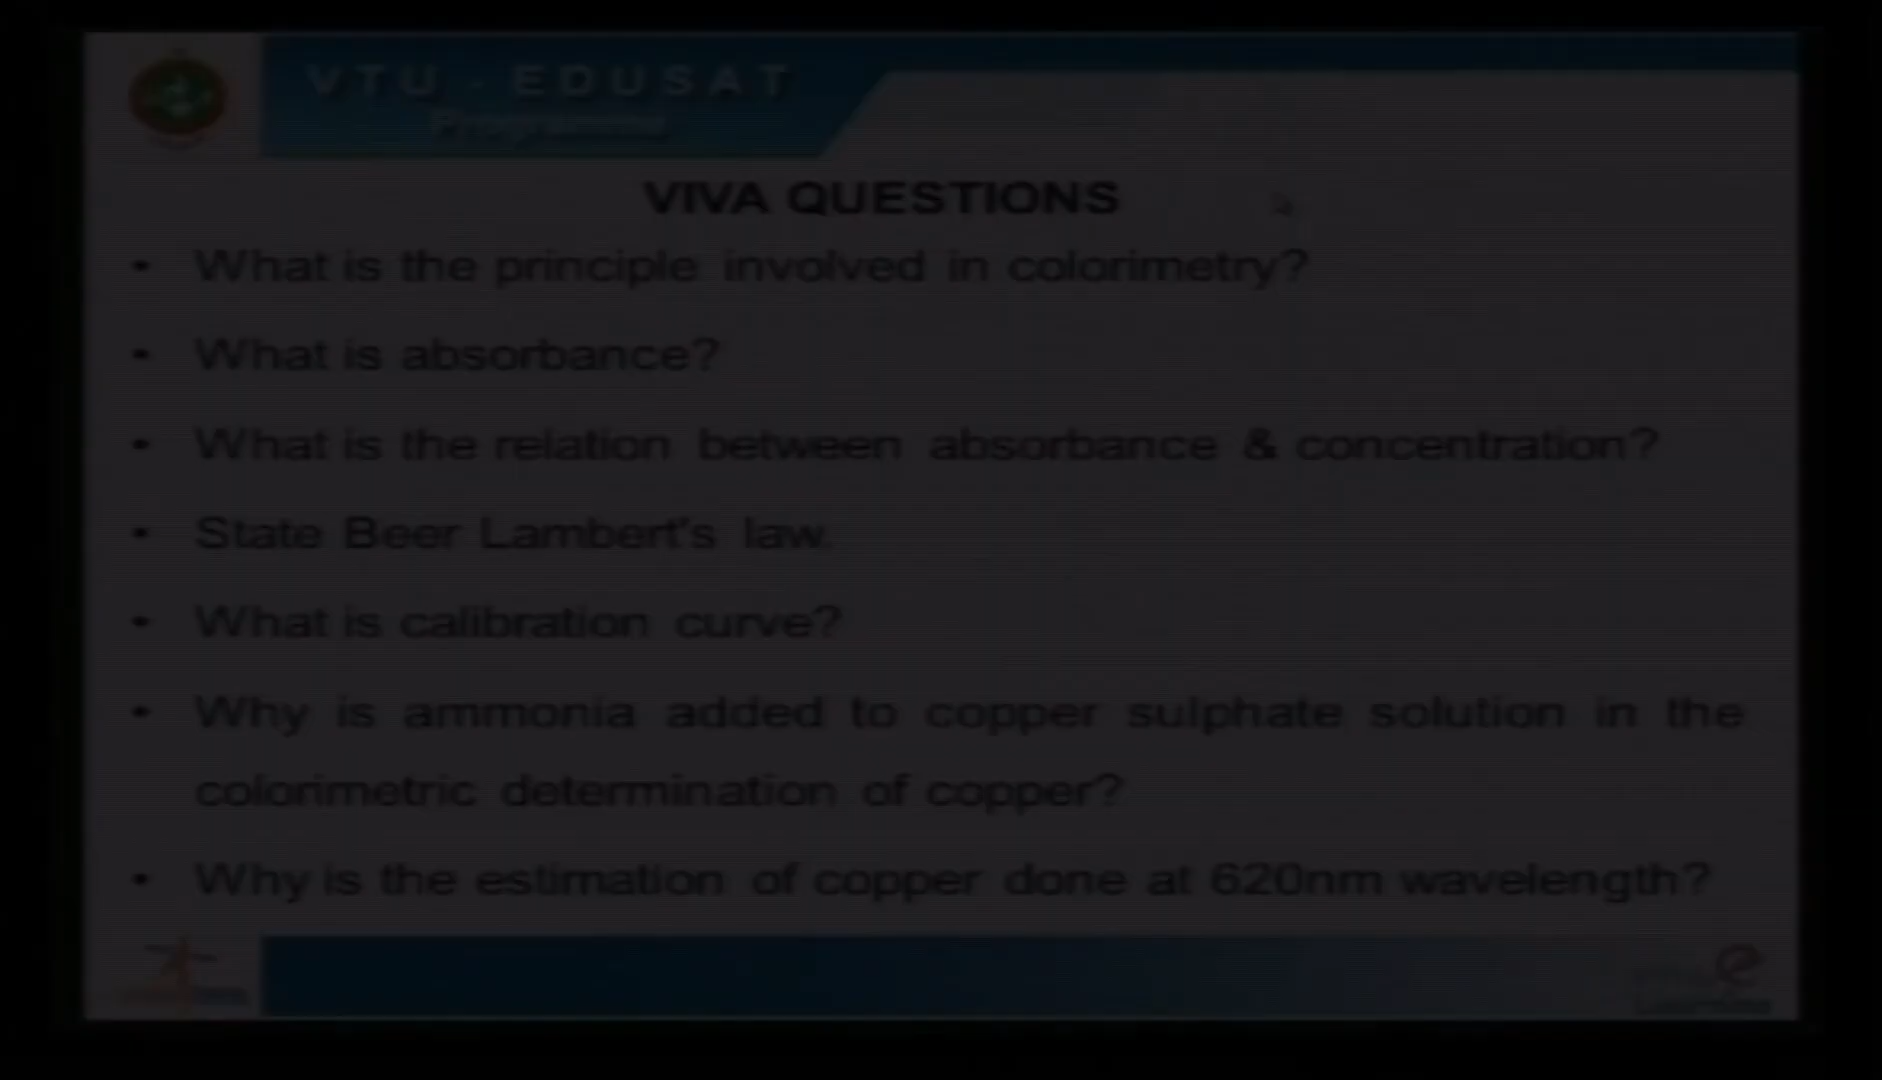 VTU - EDUSAT
Programme
VIVA QUESTIONS
• What is the principle involved in colorimetry?
• What is absorbance?
• What is the relation between absorbance & concentration?
• State Beer Lambert's law.
• What is calibration curve?
• Why is ammonia added to copper sulphate solution in the
colorimetric determination of copper?
• Why is the estimation of copper done at 620nm wavelength?
e
Learning